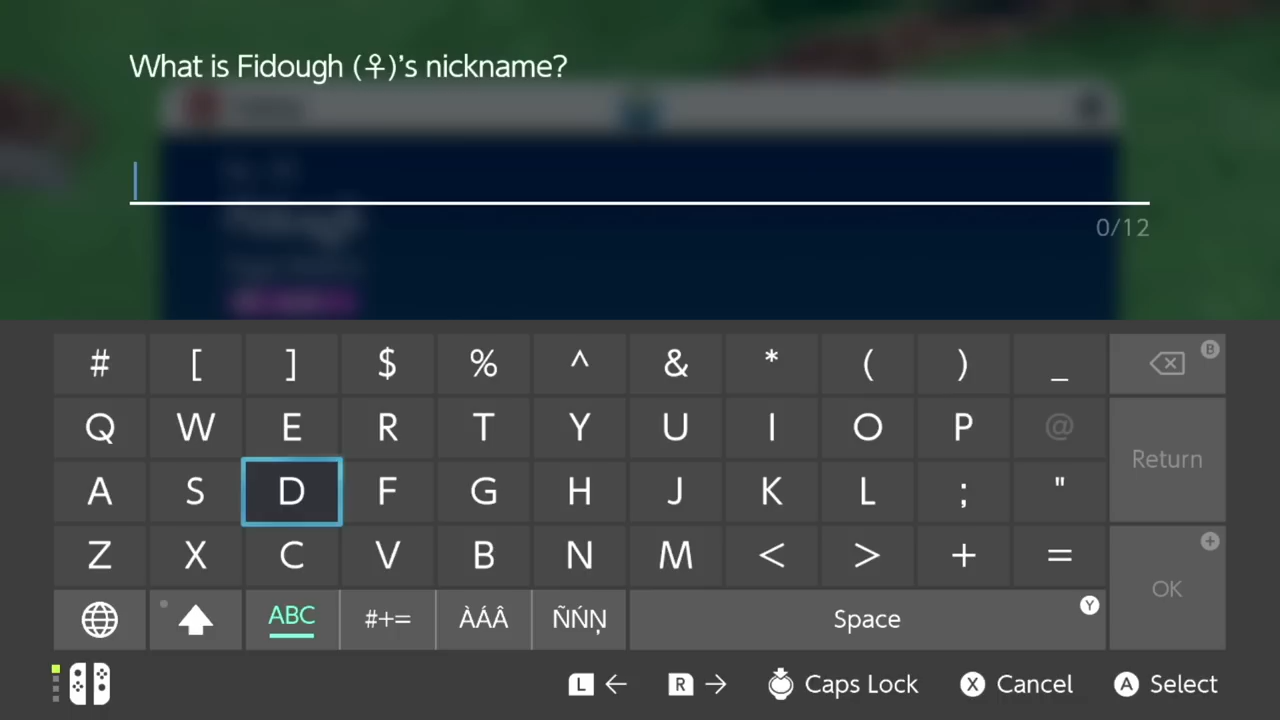 What is Fidough (♀)'s nickname?
0/12
# [ ] $ % ^ & * ( ) _ B
Q W E R T Y U I O P @
Return
A S D F G H J K L ; "
Z X C V B N M < > + =
OK
ABC #+= ÀÁÂ ÑŃŅ Space Y
L ← R → Caps Lock X Cancel A Select